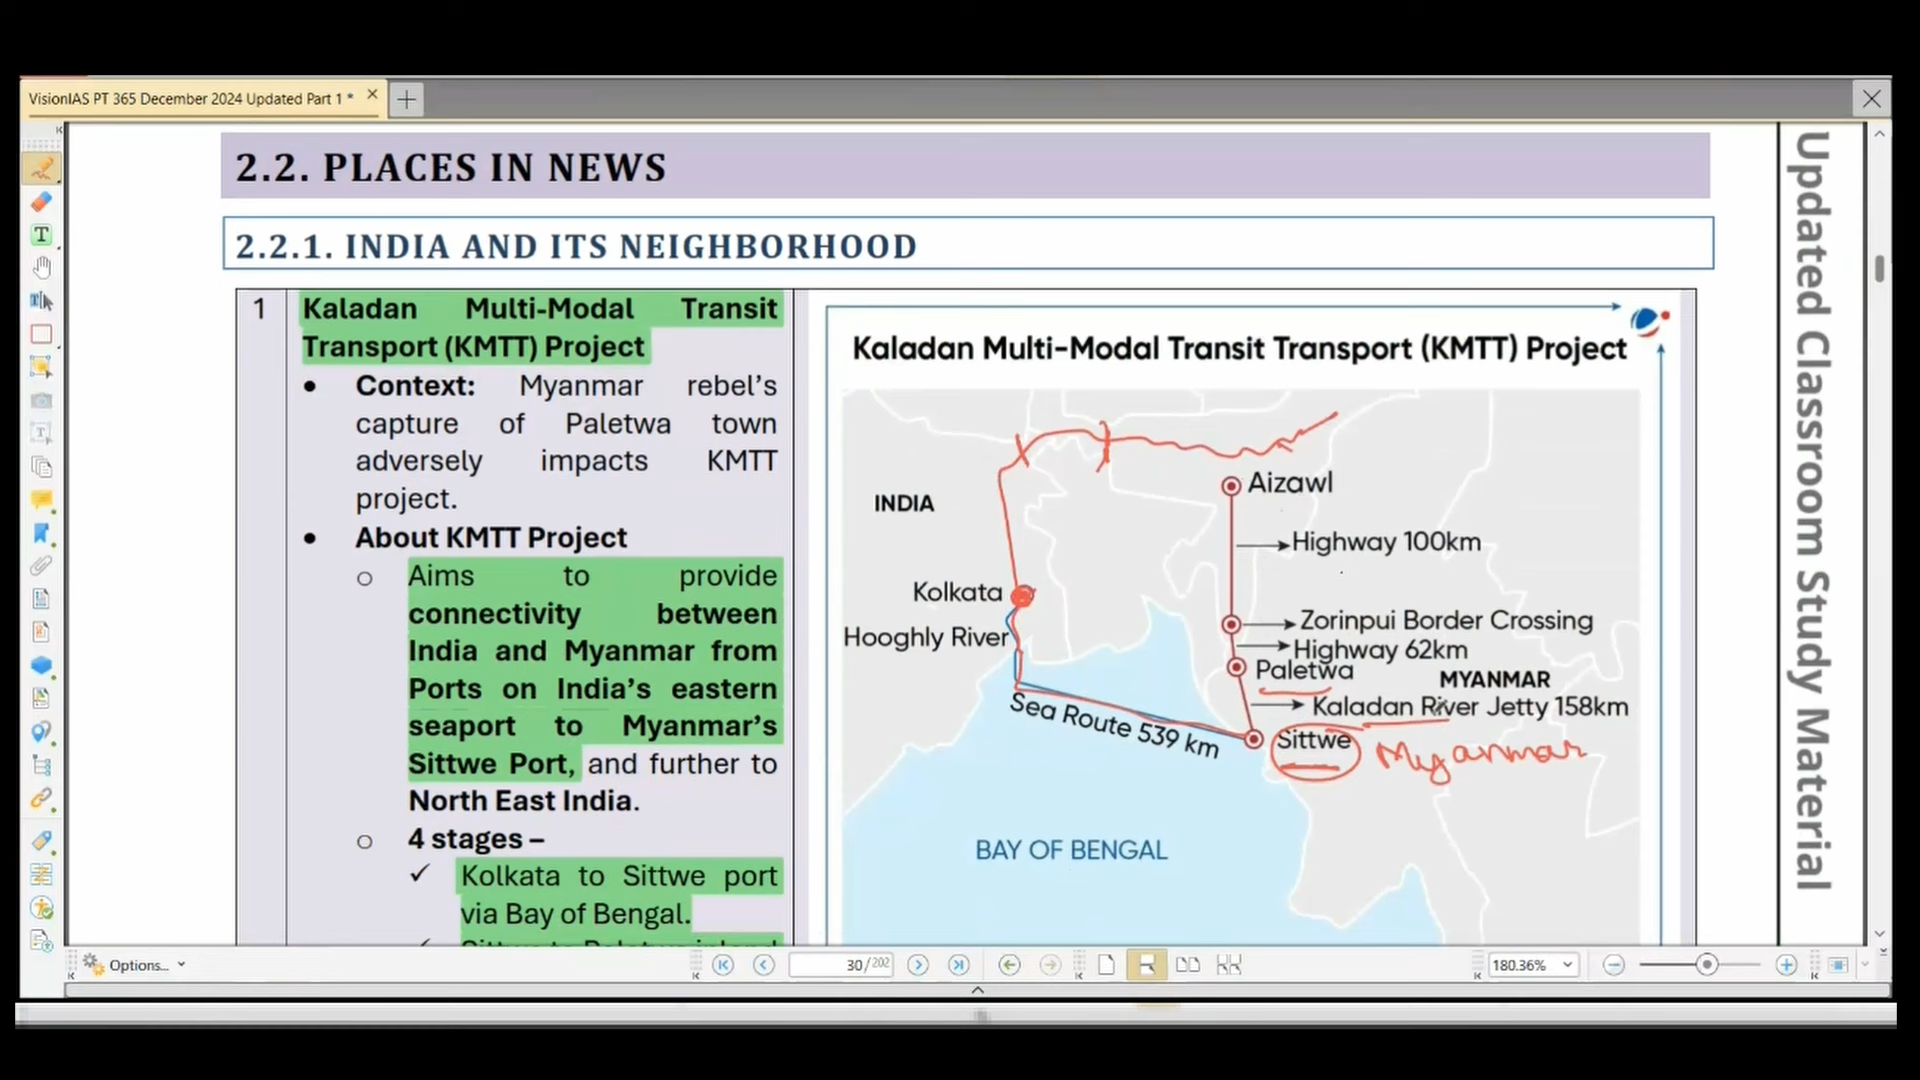 VisionIAS PT 365 December 2024 Updated Part 1 *
2.2. PLACES IN NEWS
2.2.1. INDIA AND ITS NEIGHBORHOOD
1
Kaladan Multi-Modal Transit
Transport (KMTT) Project
• Context: Myanmar rebel's
capture of Paletwa town
adversely impacts KMTT
project.
• About KMTT Project
o Aims to provide
connectivity between
India and Myanmar from
Ports on India's eastern
seaport to Myanmar's
Sittwe Port, and further to
North East India.
o 4 stages –
✓ Kolkata to Sittwe port
via Bay of Bengal.
Kaladan Multi-Modal Transit Transport (KMTT) Project
Aizawl
INDIA
Highway 100km
Kolkata
Zorinpui Border Crossing
Hooghly River
Highway 62km
Paletwa
MYANMAR
Kaladan River Jetty 158km
Sea Route 539 km
Sittwe
Myanmar
BAY OF BENGAL
Updated Classroom Study Material
Options...
30/202
180.36%